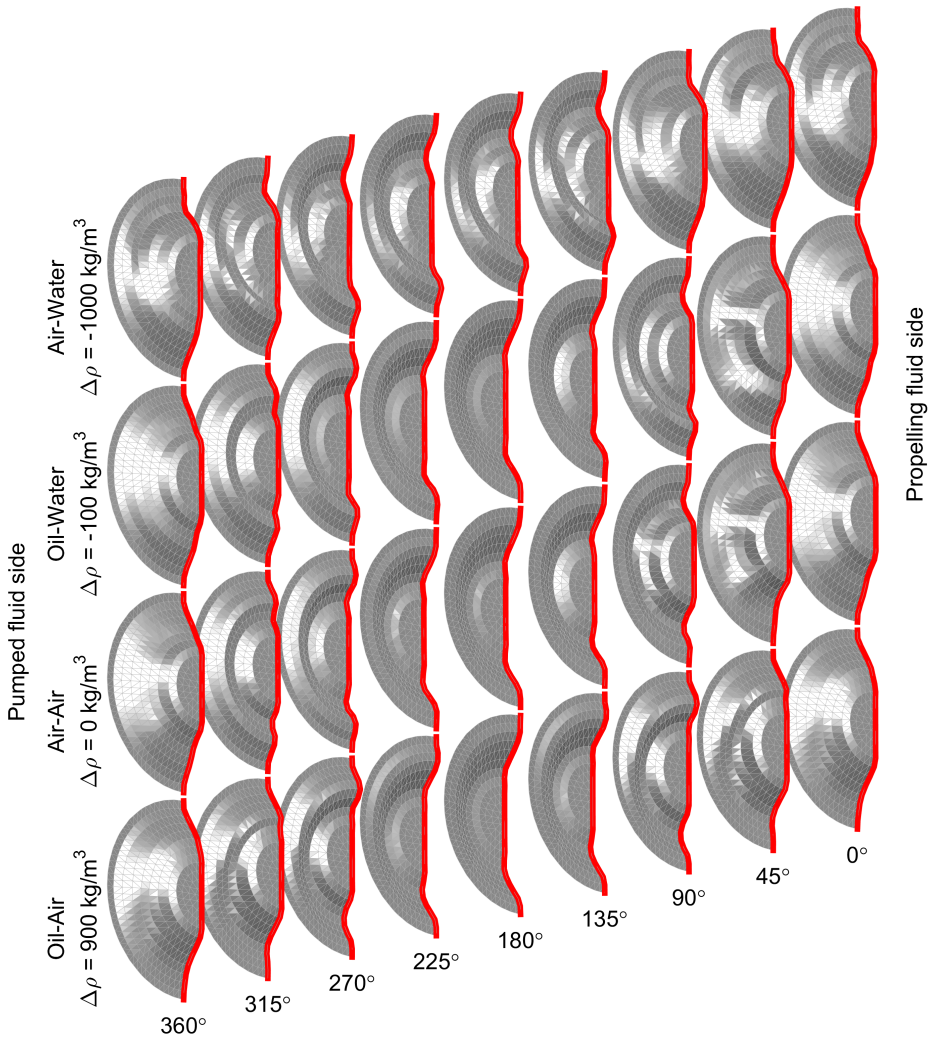 Pumped fluid side
Air-Water
Δρ = -1000 kg/m³
Oil-Water
Δρ = -100 kg/m³
Air-Air
Δρ = 0 kg/m³
Oil-Air
Δρ = 900 kg/m³
Propelling fluid side
0°
45°
90°
135°
180°
225°
270°
315°
360°